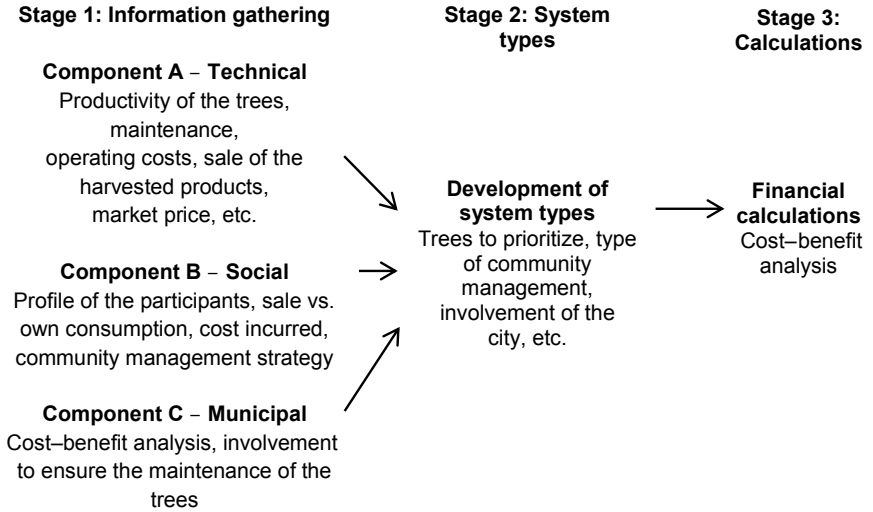 Stage 1: Information gathering
Component A – Technical
Productivity of the trees,
maintenance,
operating costs, sale of the
harvested products,
market price, etc.
Component B – Social
Profile of the participants, sale vs.
own consumption, cost incurred,
community management strategy
Component C – Municipal
Cost–benefit analysis, involvement
to ensure the maintenance of the
trees
Stage 2: System
types
Development of
system types
Trees to prioritize, type
of community
management,
involvement of the
city, etc.
Stage 3:
Calculations
Financial
calculations
Cost–benefit
analysis